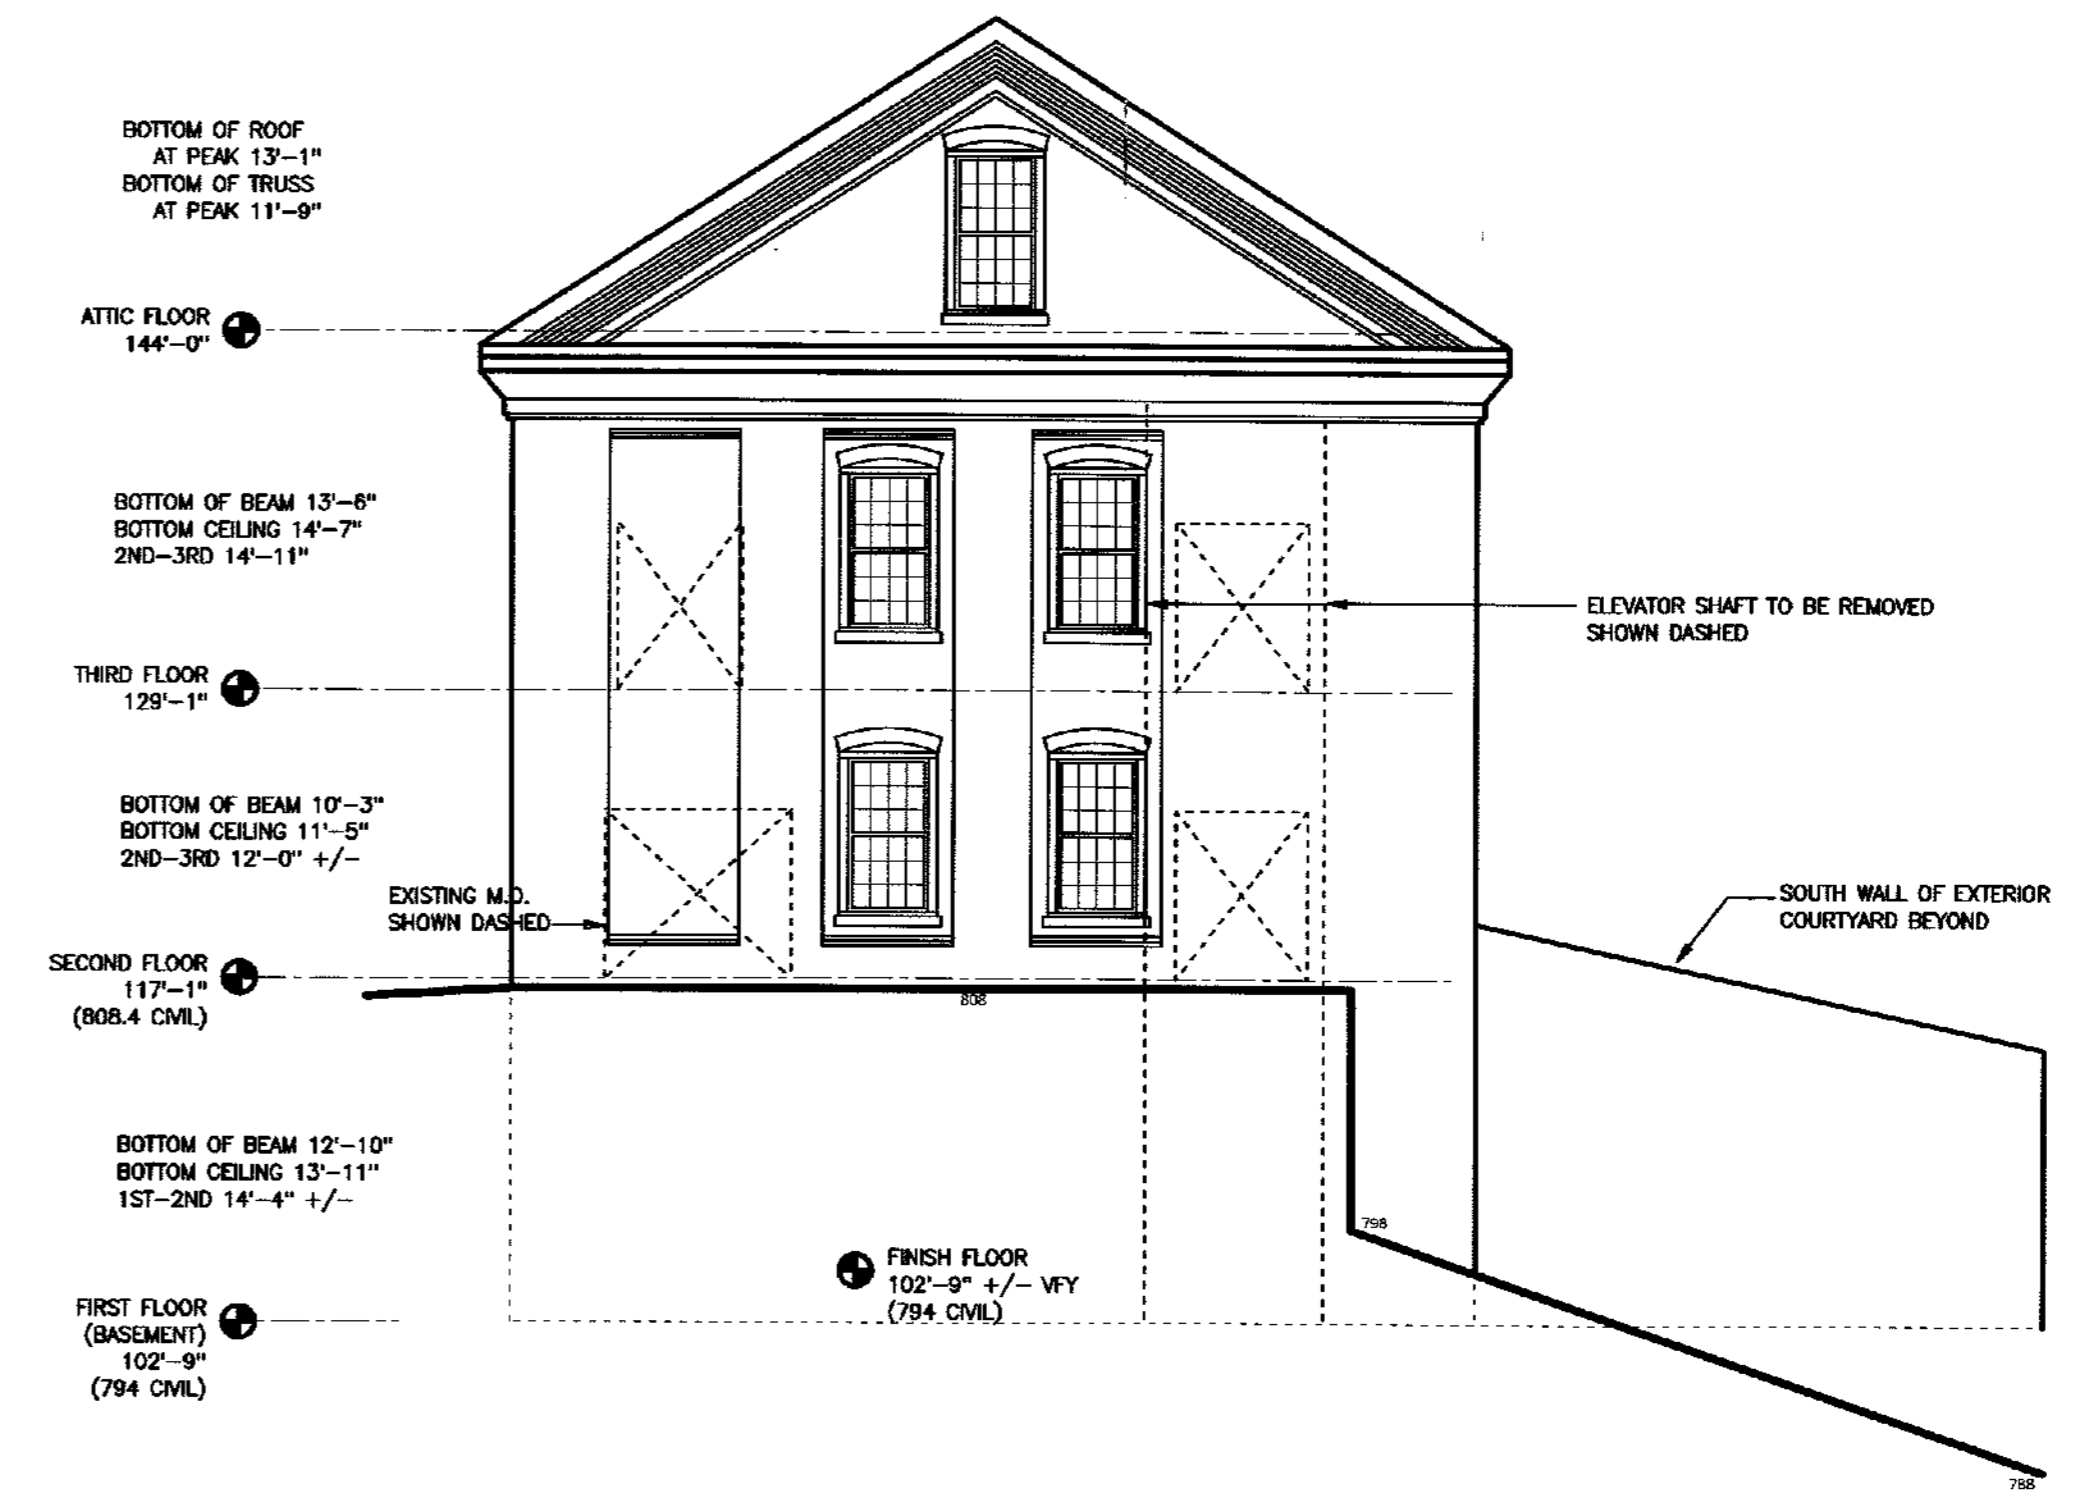 BOTTOM OF ROOF
AT PEAK 13'-1"
BOTTOM OF TRUSS
AT PEAK 11'-9"
ATTIC FLOOR
144'-0"
BOTTOM OF BEAM 13'-6"
BOTTOM CEILING 14'-7"
2ND-3RD 14'-11"
ELEVATOR SHAFT TO BE REMOVED
SHOWN DASHED
THIRD FLOOR
129'-1"
BOTTOM OF BEAM 10'-3"
BOTTOM CEILING 11'-5"
2ND-3RD 12'-0" +/-
EXISTING M.O.
SHOWN DASHED
SOUTH WALL OF EXTERIOR
COURTYARD BEYOND
SECOND FLOOR
117'-1"
(808.4 CIVIL)
808
BOTTOM OF BEAM 12'-10"
BOTTOM CEILING 13'-11"
1ST-2ND 14'-4" +/-
798
FINISH FLOOR
102'-9" +/- VFY
(794 CIVIL)
FIRST FLOOR
(BASEMENT)
102'-9"
(794 CIVIL)
788